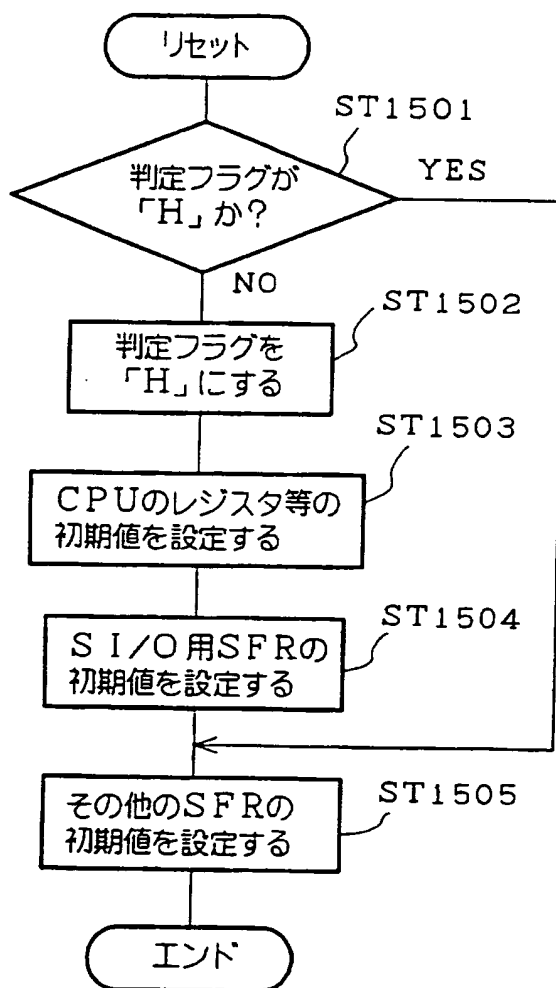 リセット
ST1501
判定フラグが
「H」か?
YES
NO
ST1502
判定フラグを
「H」にする
ST1503
CPUのレジスタ等の
初期値を設定する
ST1504
SI/O用SFRの
初期値を設定する
ST1505
その他のSFRの
初期値を設定する
エンド